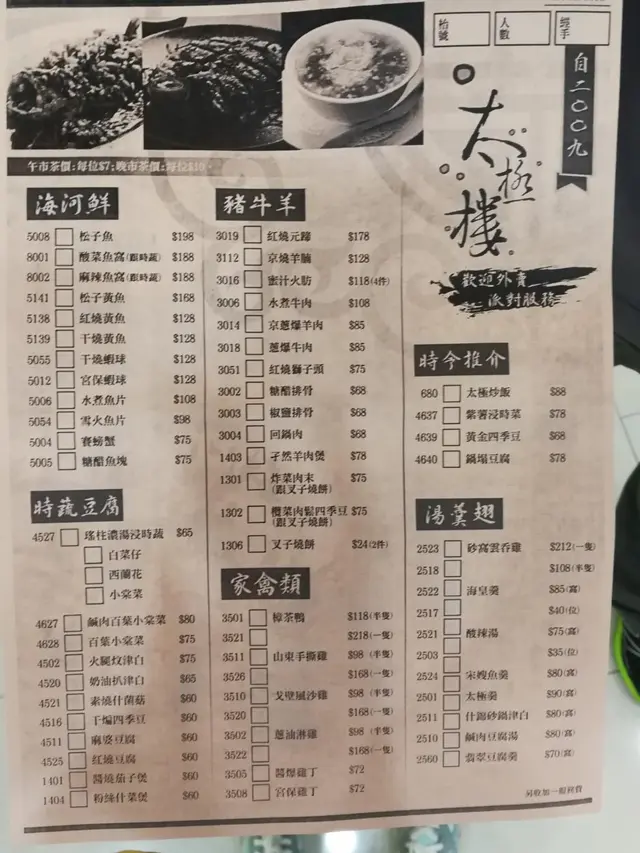 枱號
人數
經手
自二〇〇九
太極樓
歡迎外賣
派對服務
午市茶價:每位$7;晚市茶價:每位$10。
海河鮮
5008 松子魚 $198
8001 酸菜魚窩(跟時蔬) $188
8002 麻辣魚窩(跟時蔬) $188
5141 松子黃魚 $168
5138 紅燒黃魚 $128
5139 干燒黃魚 $128
5055 干燒蝦球 $128
5012 宮保蝦球 $128
5006 水煮魚片 $108
5054 雪火魚片 $98
5004 賽螃蟹 $75
5005 糖醋魚塊 $75
時蔬豆腐
4527 瑤柱濃湯浸時蔬 $65
白菜仔
西蘭花
小棠菜
4627 鹹肉百葉小棠菜 $80
4628 百葉小棠菜 $75
4502 火腿炆津白 $75
4520 奶油扒津白 $65
4521 素燒什菌菇 $60
4516 干煸四季豆 $60
4511 麻婆豆腐 $60
4525 紅燒豆腐 $60
1401 醬燒茄子煲 $60
1404 粉絲什菜煲 $60
豬牛羊
3019 紅燒元蹄 $178
3112 京燒羊腩 $128
3016 蜜汁火肪 $118(4件)
3006 水煮牛肉 $108
3014 京蔥爆羊肉 $85
3018 蔥爆牛肉 $85
3051 紅燒獅子頭 $75
3002 糖醋排骨 $68
3003 椒鹽排骨 $68
3004 回鍋肉 $68
1403 孖然羊肉煲 $78
1301 炸菜肉末 $75
(跟叉子燒餅)
1302 欖菜肉鬆四季豆 $75
(跟叉子燒餅)
1306 叉子燒餅 $24(2件)
家禽類
3501 樟茶鴨 $118(半隻)
3521 $218(一隻)
3511 山東手撕雞 $98 (半隻)
3526 $168(一隻)
3510 戈壁風沙雞 $98 (半隻)
3520 $168(一隻)
3502 蔥油淋雞 $98 (半隻)
3522 $168(一隻)
3505 醬爆雞丁 $72
3508 宮保雞丁 $72
時令推介
680 太極炒飯 $88
4637 紫薯浸時菜 $78
4639 黃金四季豆 $68
4640 鍋塌豆腐 $78
湯羹翅
2523 砂窩雲吞雞 $212(一隻)
2518 $108(半隻)
2522 海皇羹 $85(窩)
2517 $40(位)
2521 酸辣湯 $75(窩)
2503 $35(位)
2524 宋嫂魚羹 $80(窩)
2501 太極羹 $90(窩)
2511 什錦砂鍋津白 $80(窩)
2510 鹹肉豆腐湯 $80(窩)
2560 翡翠豆腐羹 $70(窩)
另收加一服務費